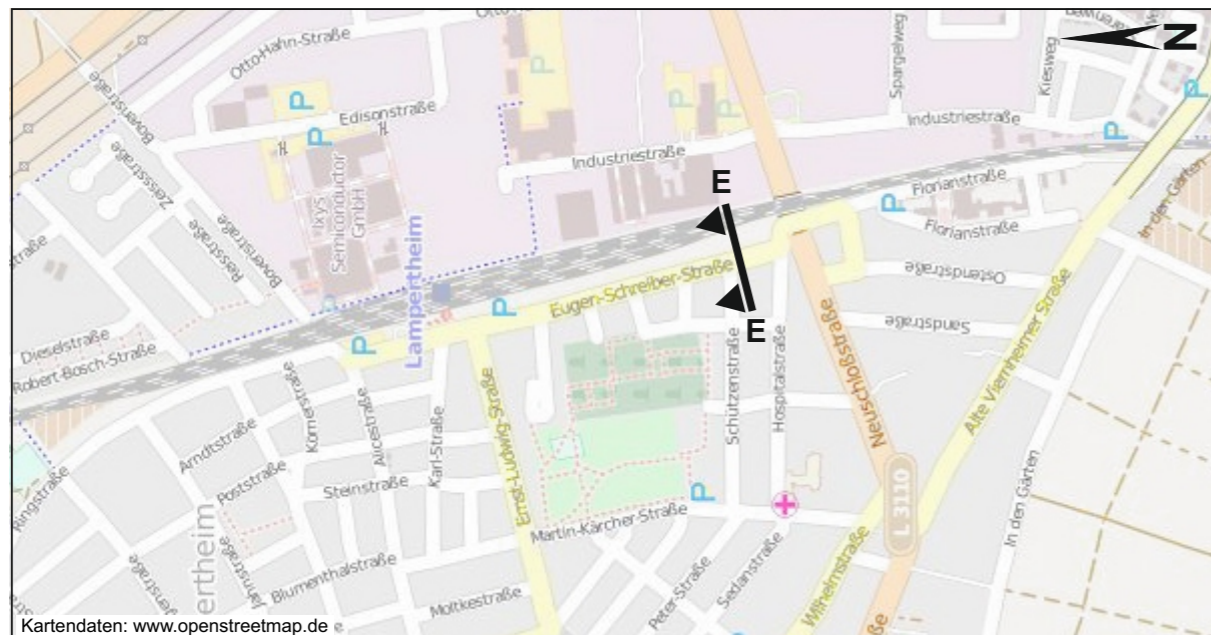 Otto-Hahn-Straße
Boveristraße
Edisonstraße
Zeissstraße
Reisstraße
Ixys
Semiconductor
GmbH
Lampertheim
Dieselstraße
Robert-Bosch-Straße
Industriestraße
Spargelweg
Kiesweg
N
Industriestraße
E
Florianstraße
Florianstraße
In den Gärten
Eugen-Schreiber-Straße
E
Ostendstraße
Sandstraße
Alte Viernheimer Straße
Neuschloßstraße
Schützenstraße
Hospitalstraße
Arndtstraße
Körnerstraße
Alicestraße
Karl-Straße
Ernst-Ludwig-Straße
Ringstraße
Poststraße
Steinstraße
Martin-Kärcher-Straße
L 3110
In den Gärten
Jahnstraße
Blumenthalstraße
Moltkestraße
Peter-Straße
Sedanstraße
Wilhelmstraße
ertheim
P
P
P
P
P
P
P
P
P
P
P
Kartendaten: www.openstreetmap.de